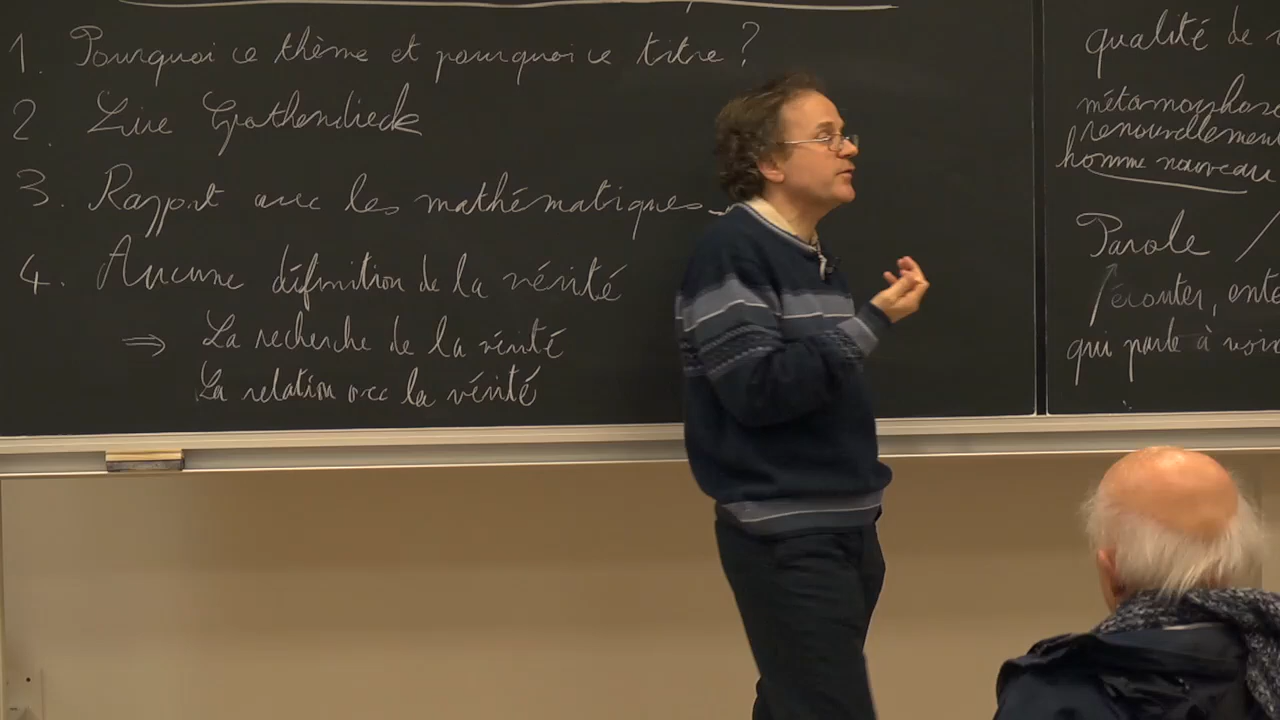 1. Pourquoi ce thème et pourquoi ce titre ?
2. Lire Grothendieck
3. Rapport avec les mathématiques
4. Aucune définition de la vérité
⇒ La recherche de la vérité
La relation avec la vérité
qualité de
métamorphose
renouvellement
homme nouveau
Parole /
écouter,
qui parle à